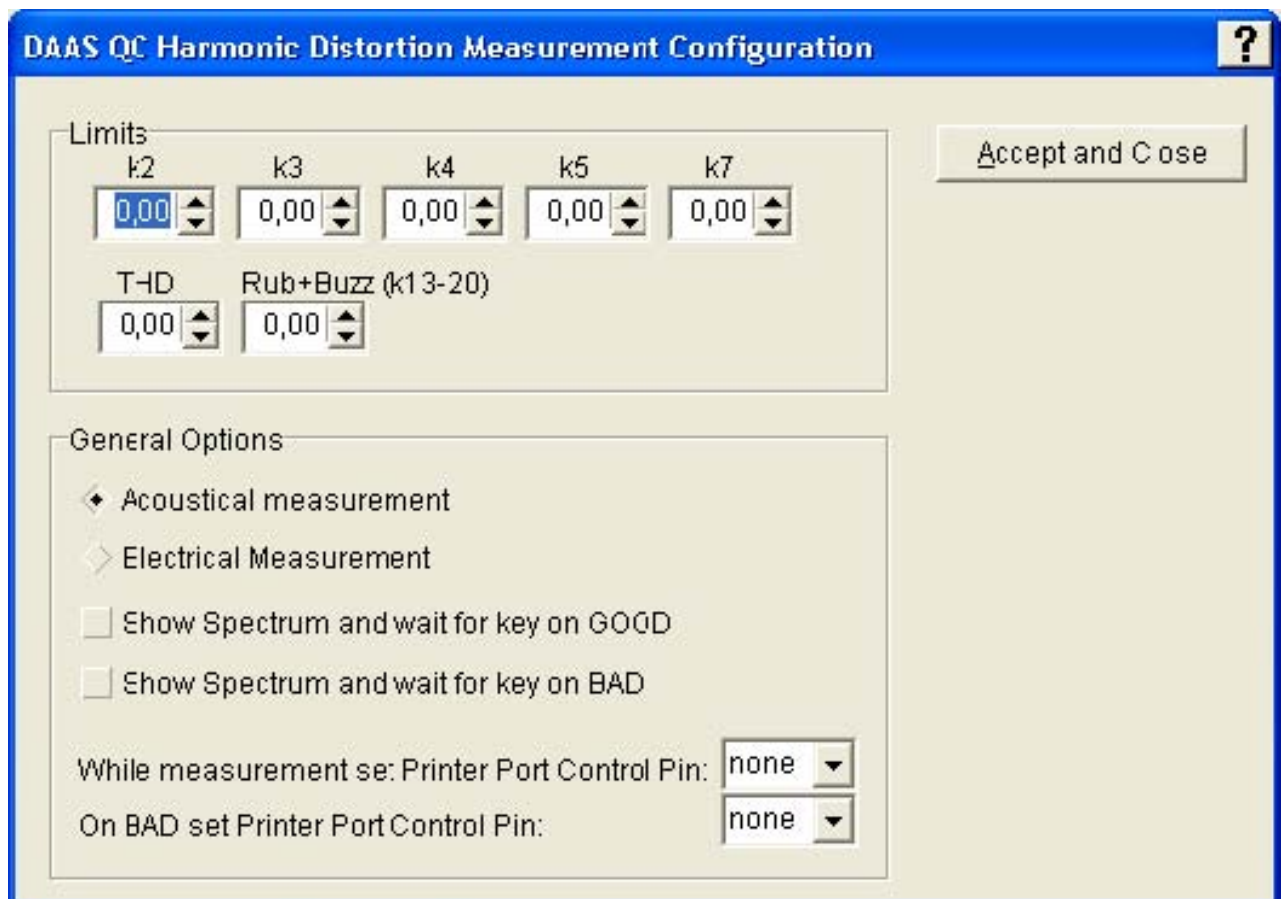 DAAS QC Harmonic Distortion Measurement Configuration ?
Limits
Accept and Close
k2 k3 k4 k5 k7
0,00 0,00 0,00 0,00 0,00
THD Rub+Buzz (k13-20)
0,00 0,00
General Options
Acoustical measurement
Electrical Measurement
Show Spectrum and wait for key on GOOD
Show Spectrum and wait for key on BAD
While measurement set Printer Port Control Pin: none
On BAD set Printer Port Control Pin: none